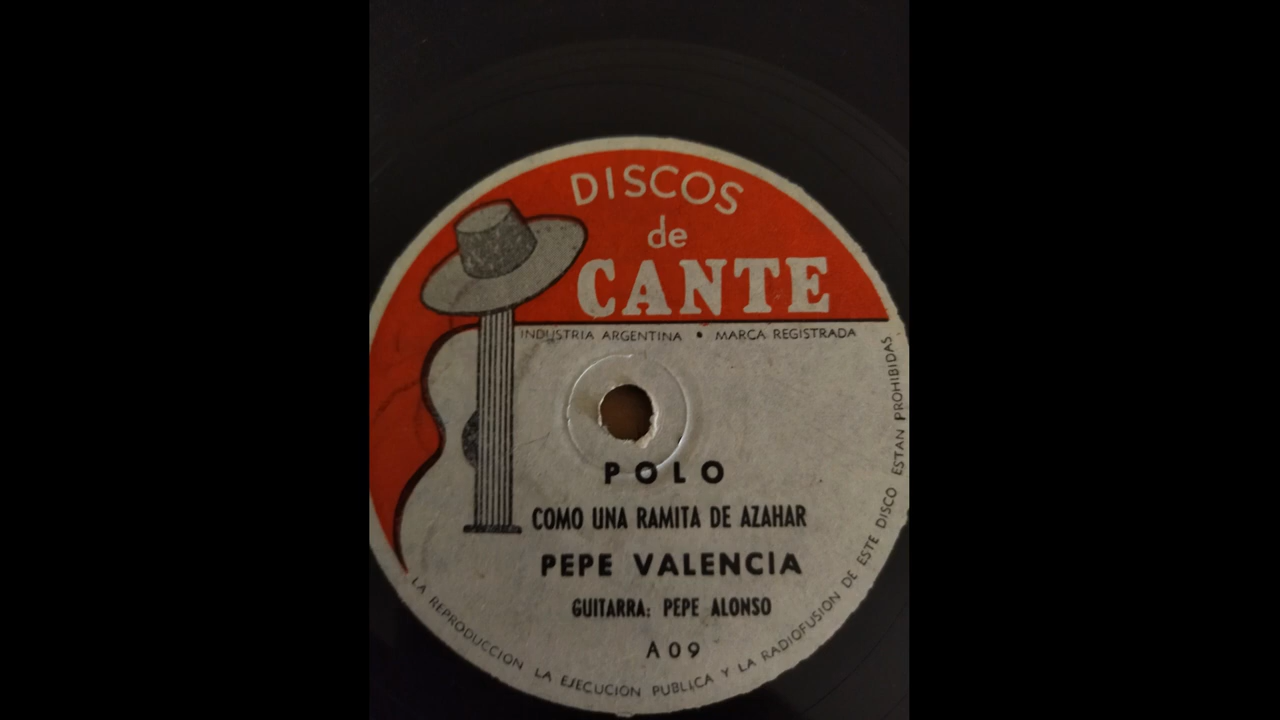 DISCOS
de
CANTE
INDUSTRIA ARGENTINA • MARCA REGISTRADA
POLO
COMO UNA RAMITA DE AZAHAR
PEPE VALENCIA
GUITARRA: PEPE ALONSO
A09
LA REPRODUCCION LA EJECUCION PUBLICA Y LA RADIOFUSION DE ESTE DISCO ESTAN PROHIBIDAS